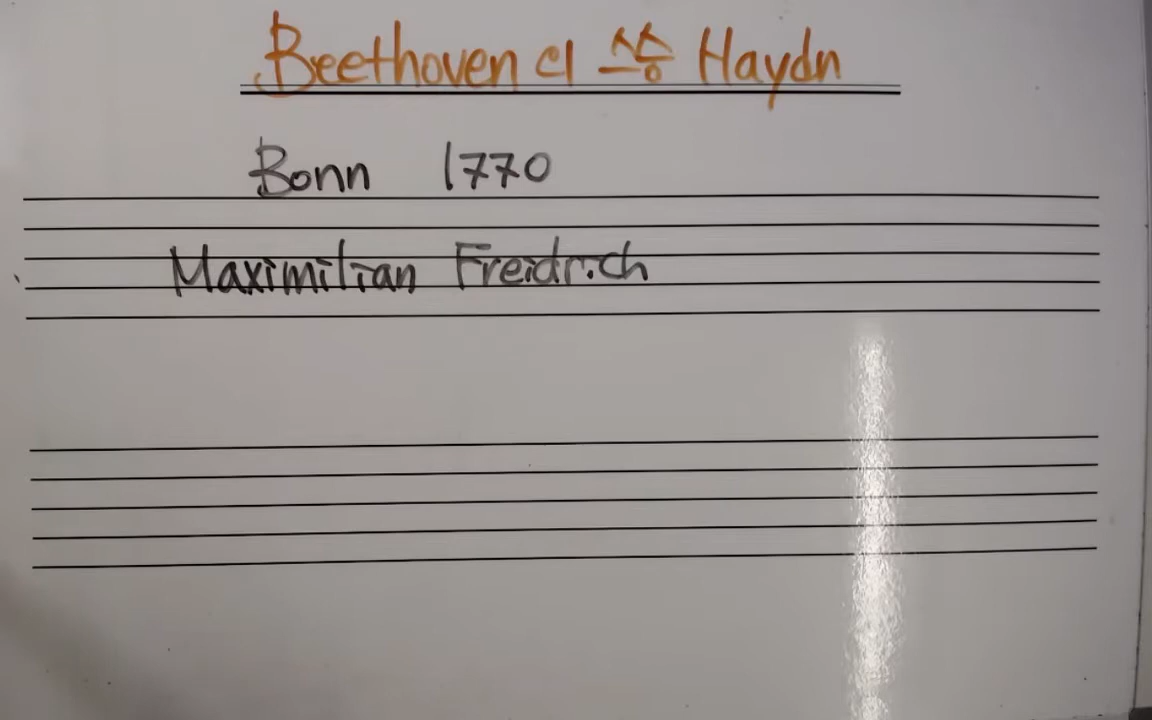 Beethoven 의 스승 Haydn
Bonn 1770
Maximilian Freidrich